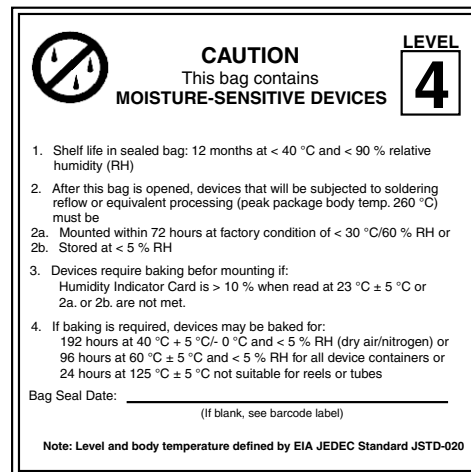 LEVEL
CAUTION
4
This bag contains
MOISTURE-SENSITIVE DEVICES
1. Shelf life in sealed bag: 12 months at < 40 °C and < 90 % relative
humidity (RH)
2. After this bag is opened, devices that will be subjected to soldering
reflow or equivalent processing (peak package body temp. 260 °C)
must be
2a. Mounted within 72 hours at factory condition of < 30 °C/60 % RH or
2b. Stored at < 5 % RH
3. Devices require baking befor mounting if:
Humidity Indicator Card is > 10 % when read at 23 °C ± 5 °C or
2a. or 2b. are not met.
4. If baking is required, devices may be baked for:
192 hours at 40 °C + 5 °C/- 0 °C and < 5 % RH (dry air/nitrogen) or
96 hours at 60 °C ± 5 °C and < 5 % RH for all device containers or
24 hours at 125 °C ± 5 °C not suitable for reels or tubes
Bag Seal Date:
(If blank, see barcode label)
Note: Level and body temperature defined by EIA JEDEC Standard JSTD-020